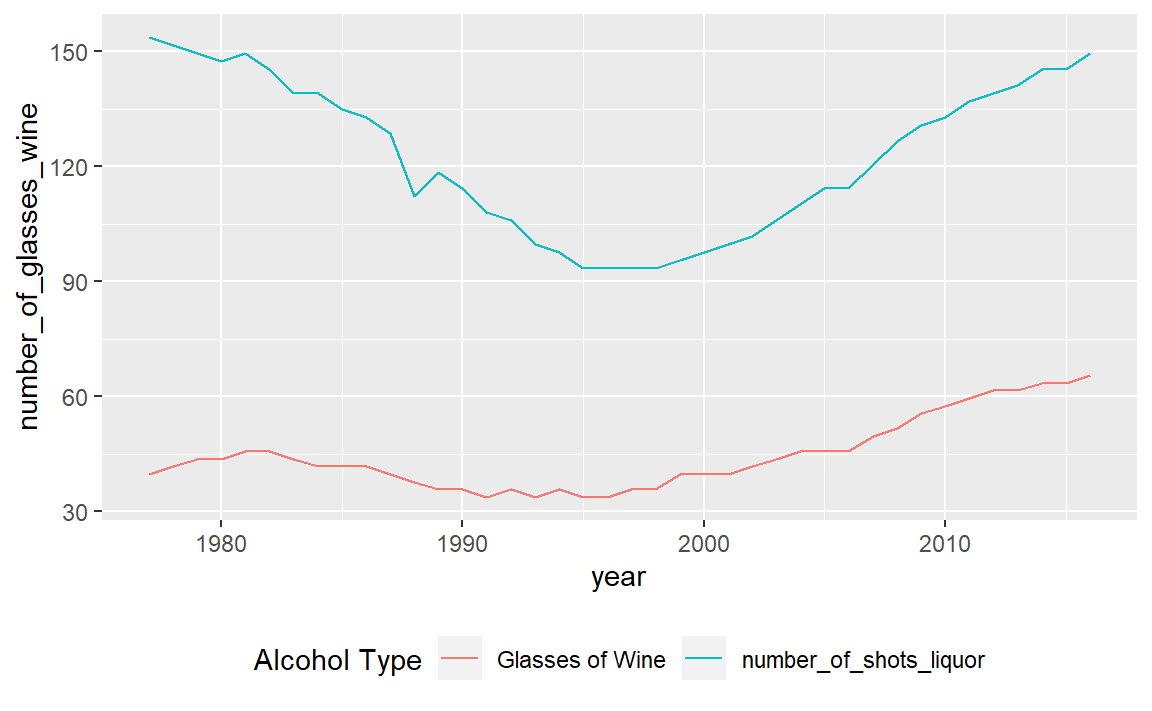 150
120
90
60
30
number_of_glasses_wine
1980 1990 2000 2010
year
Alcohol Type Glasses of Wine number_of_shots_liquor